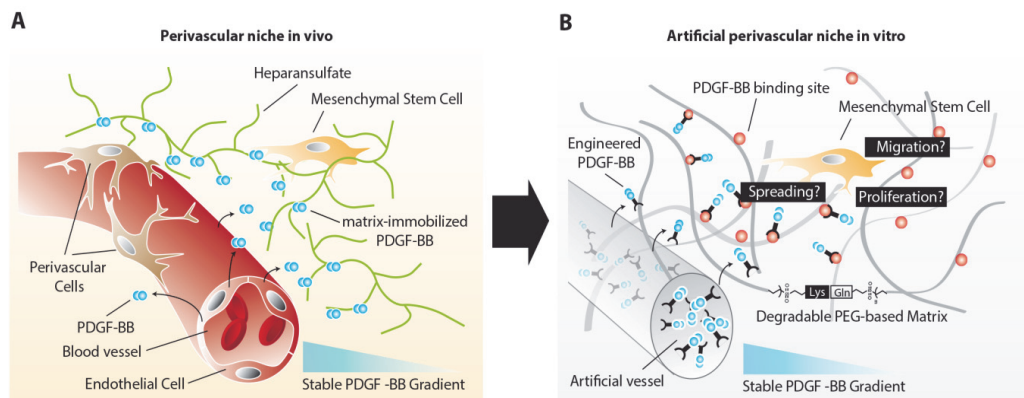 A
Perivascular niche in vivo
Heparansulfate
Mesenchymal Stem Cell
matrix-immobilized
PDGF-BB
Perivascular
Cells
PDGF-BB
Blood vessel
Endothelial Cell
Stable PDGF -BB Gradient
B
Artificial perivascular niche in vitro
PDGF-BB binding site
Mesenchymal Stem Cell
Engineered
PDGF-BB
Migration?
Spreading?
Proliferation?
Lys Gln
Degradable PEG-based Matrix
Artificial vessel
Stable PDGF -BB Gradient